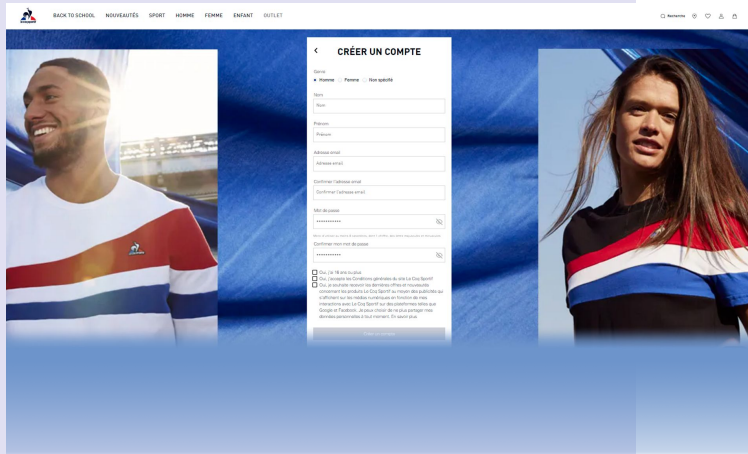 BACK TO SCHOOL NOUVEAUTÉS SPORT HOMME FEMME ENFANT OUTLET
Recherche
CRÉER UN COMPTE
Genre
Homme Femme Non spécifié
Nom
Nom
Prénom
Prénom
Adresse email
Adresse email
Confirmer l'adresse email
Confirmer l'adresse email
Mot de passe
•••••••••••
Confirmer mon mot de passe
•••••••••••
Oui, j'ai 16 ans ou plus
Oui, j'accepte les Conditions générales du site Le Coq Sportif
Oui, je souhaite recevoir les dernières offres et nouveautés
concernant les produits Le Coq Sportif au moyen des publicités qui
s'affichent sur les médias numériques en fonction de mes
interactions avec Le Coq Sportif sur des plateformes telles que
Google et Facebook. Je peux choisir de ne plus partager mes
données personnelles à tout moment. En savoir plus
Créer un compte